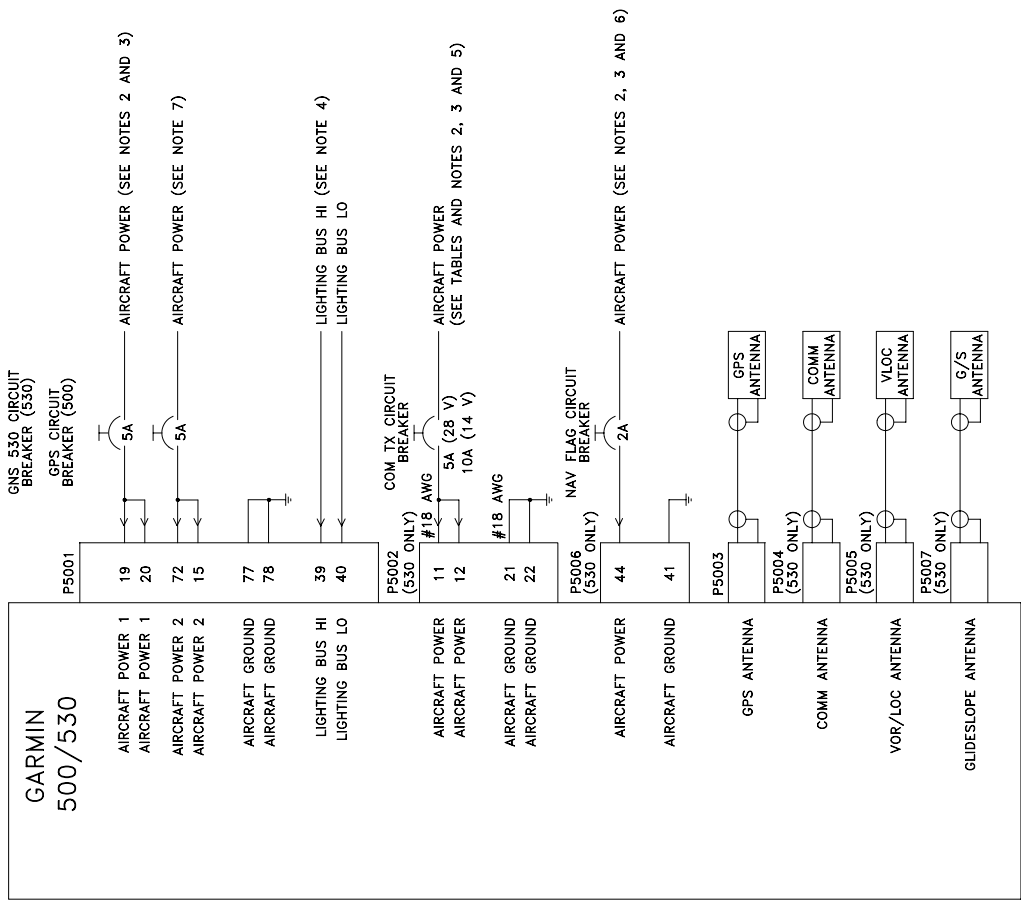 GARMIN
500/530
P5001
GNS 530 CIRCUIT
BREAKER (530)
GPS CIRCUIT
BREAKER (500)
AIRCRAFT POWER 1
19
5A
AIRCRAFT POWER (SEE NOTES 2 AND 3)
AIRCRAFT POWER 1
20
AIRCRAFT POWER 2
72
5A
AIRCRAFT POWER (SEE NOTE 7)
AIRCRAFT POWER 2
15
AIRCRAFT GROUND
77
AIRCRAFT GROUND
78
LIGHTING BUS HI
39
LIGHTING BUS HI (SEE NOTE 4)
LIGHTING BUS LO
40
LIGHTING BUS LO
P5002
(530 ONLY)
COM TX CIRCUIT
BREAKER
#18 AWG
AIRCRAFT POWER
11
5A (28 V)
10A (14 V)
AIRCRAFT POWER
(SEE TABLES AND NOTES 2, 3 AND 5)
AIRCRAFT POWER
12
#18 AWG
AIRCRAFT GROUND
21
AIRCRAFT GROUND
22
P5006
(530 ONLY)
NAV FLAG CIRCUIT
BREAKER
AIRCRAFT POWER
44
2A
AIRCRAFT POWER (SEE NOTES 2, 3 AND 6)
AIRCRAFT GROUND
41
P5003
GPS ANTENNA
GPS
ANTENNA
P5004
(530 ONLY)
COMM ANTENNA
COMM
ANTENNA
P5005
(530 ONLY)
VOR/LOC ANTENNA
VLOC
ANTENNA
P5007
(530 ONLY)
GLIDESLOPE ANTENNA
G/S
ANTENNA